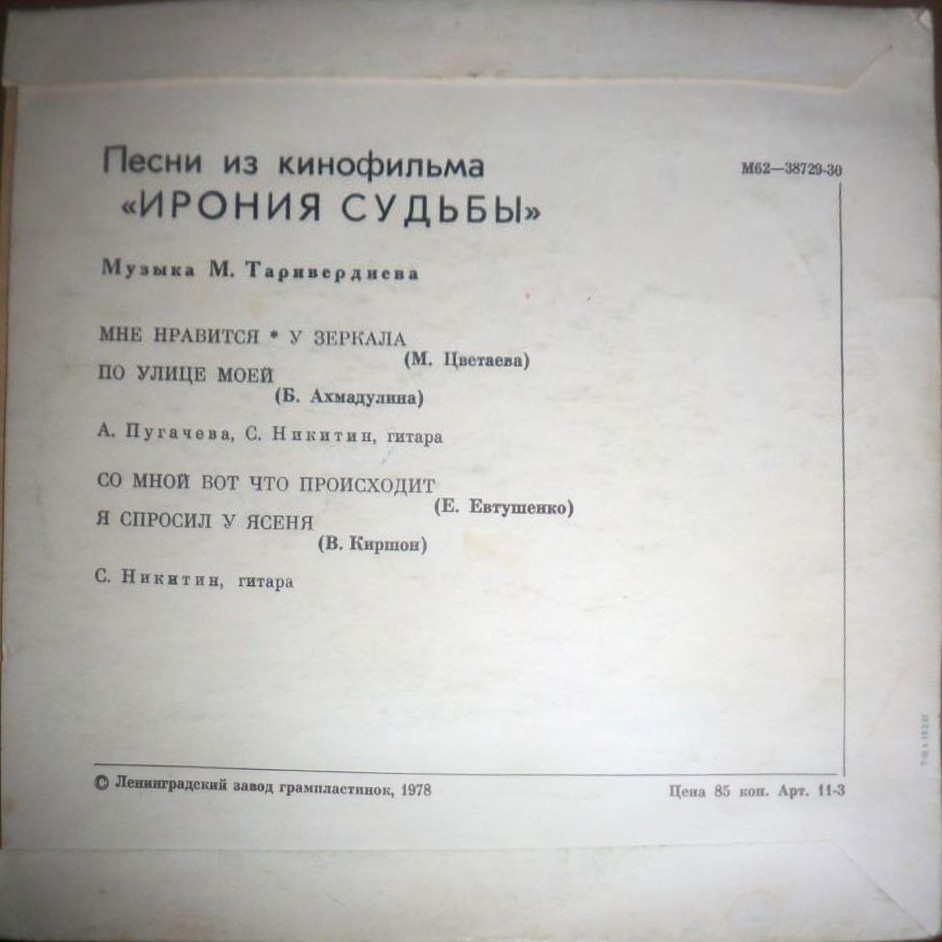 Песни из кинофильма
«ИРОНИЯ СУДЬБЫ»
М62—38729-30
Музыка М. Таривердиева
МНЕ НРАВИТСЯ * У ЗЕРКАЛА
(М. Цветаева)
ПО УЛИЦЕ МОЕЙ
(Б. Ахмадулина)
А. Пугачева, С. Никитин, гитара
СО МНОЙ ВОТ ЧТО ПРОИСХОДИТ
(Е. Евтушенко)
Я СПРОСИЛ У ЯСЕНЯ
(В. Киршон)
С. Никитин, гитара
© Ленинградский завод грампластинок, 1978
Цена 85 коп. Арт. 11-3